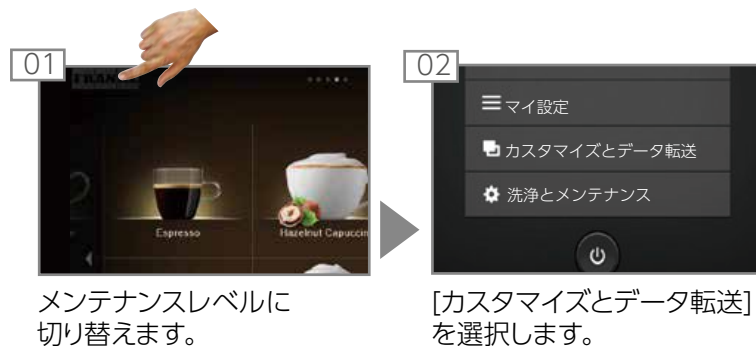 01
Espresso
Hazelnut Capuccin
メンテナンスレベルに
切り替えます。
02
マイ設定
カスタマイズとデータ転送
洗浄とメンテナンス
[カスタマイズとデータ転送]
を選択します。